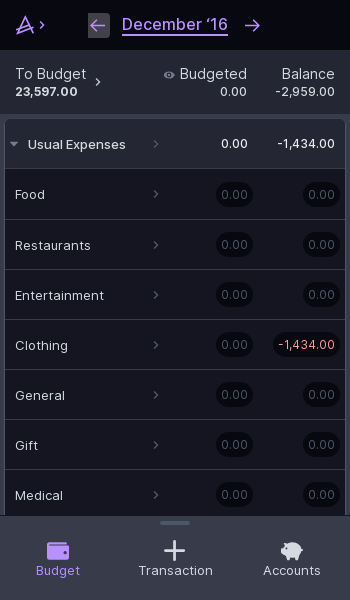 December ‘16
To Budget
23,597.00
Budgeted
0.00
Balance
-2,959.00
Usual Expenses 0.00 -1,434.00
Food 0.00 0.00
Restaurants 0.00 0.00
Entertainment 0.00 0.00
Clothing 0.00 -1,434.00
General 0.00 0.00
Gift 0.00 0.00
Medical 0.00 0.00
Budget Transaction Accounts